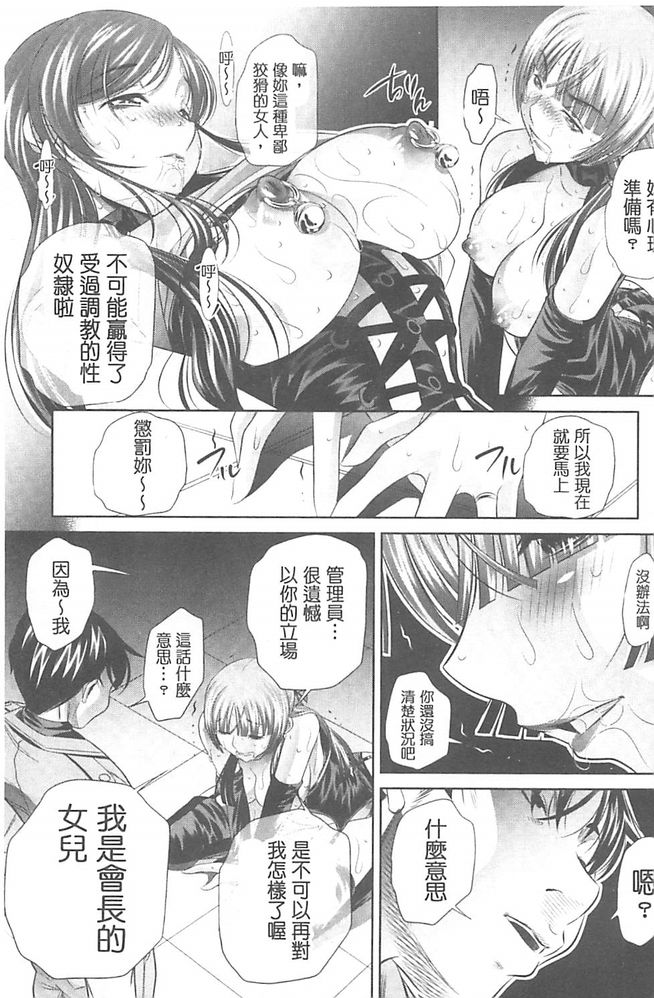 有心理
準備嗎？
唔～
嘛，
像妳這種卑鄙
狡猾的女人，
呼～～
呼～～
呼～～
不可能贏得了
受過調教的性
奴隸啦
所以我現在
就要馬上
懲罰妳～～
沒辦法啊
你還沒搞
清楚狀況吧
管理員…
很遺憾
以你的立場
這話什麼
意思…？
因為～我
嗯？
什麼意思
是不可以再對
我怎樣了喔
我是會長的
女兒